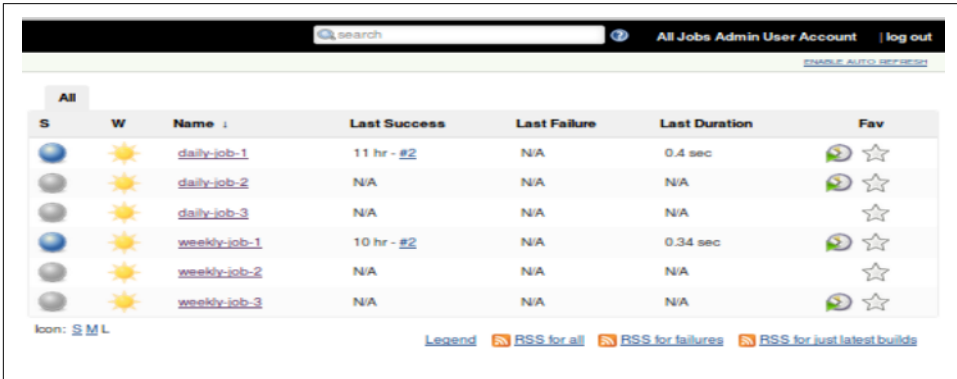 search All Jobs Admin User Account | log out
ENABLE AUTO REFRESH
All
S W Name ↓ Last Success Last Failure Last Duration Fav
daily-job-1 11 hr - #2 N/A 0.4 sec
daily-job-2 N/A N/A N/A
daily-job-3 N/A N/A N/A
weekly-job-1 10 hr - #2 N/A 0.34 sec
weekly-job-2 N/A N/A N/A
weekly-job-3 N/A N/A N/A
Icon: S M L
Legend RSS for all RSS for failures RSS for just latest builds